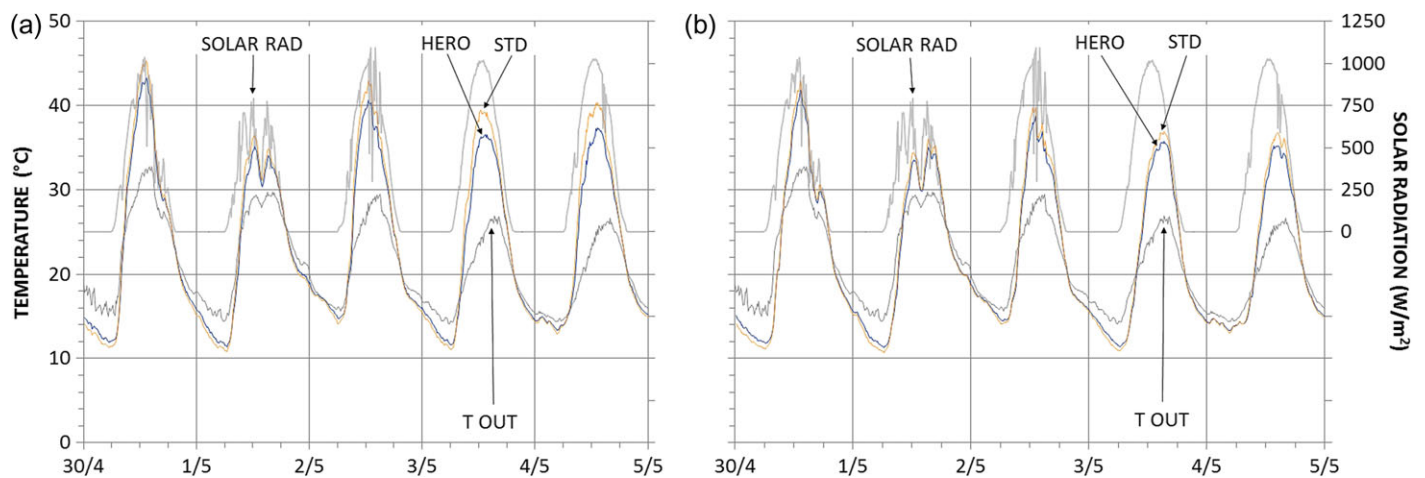 (a)
TEMPERATURE (°C)
50
40
30
20
10
0
SOLAR RAD
HERO
STD
T OUT
30/4
1/5
2/5
3/5
4/5
5/5
(b)
SOLAR RAD
HERO
STD
T OUT
30/4
1/5
2/5
3/5
4/5
5/5
1250
1000
750
500
250
0
SOLAR RADIATION (W/m²)